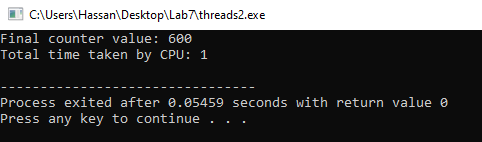 C:\Users\Hassan\Desktop\Lab7\threads2.exe
Final counter value: 600
Total time taken by CPU: 1
--------------------------------
Process exited after 0.05459 seconds with return value 0
Press any key to continue . . .